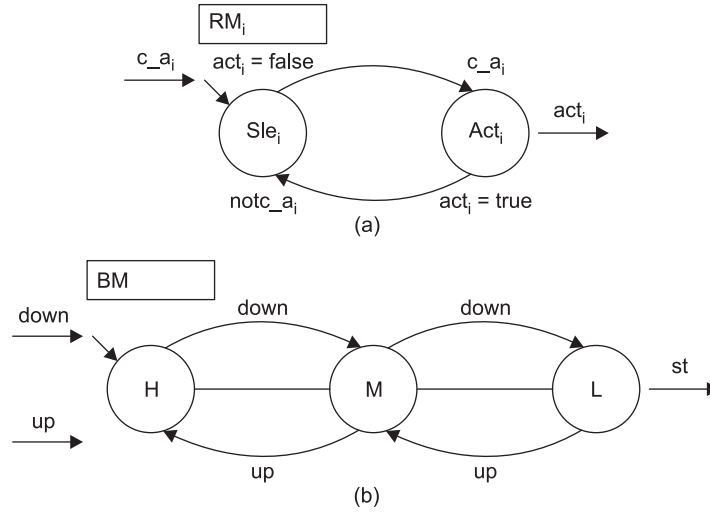 RMᵢ
c_aᵢ
actᵢ = false
c_aᵢ
actᵢ
Sleᵢ
Actᵢ
notc_aᵢ
actᵢ = true
(a)
BM
down
down
down
H
M
L
st
up
up
up
(b)